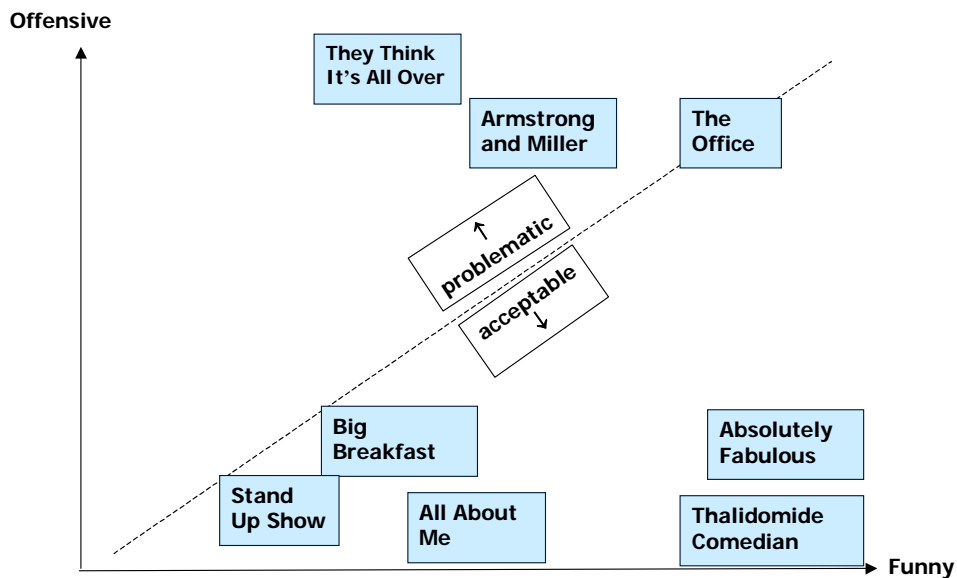 Offensive
They Think
It's All Over
Armstrong
and Miller
The
Office
↑
problematic
acceptable
↓
Big
Breakfast
Absolutely
Fabulous
Stand
Up Show
All About
Me
Thalidomide
Comedian
Funny